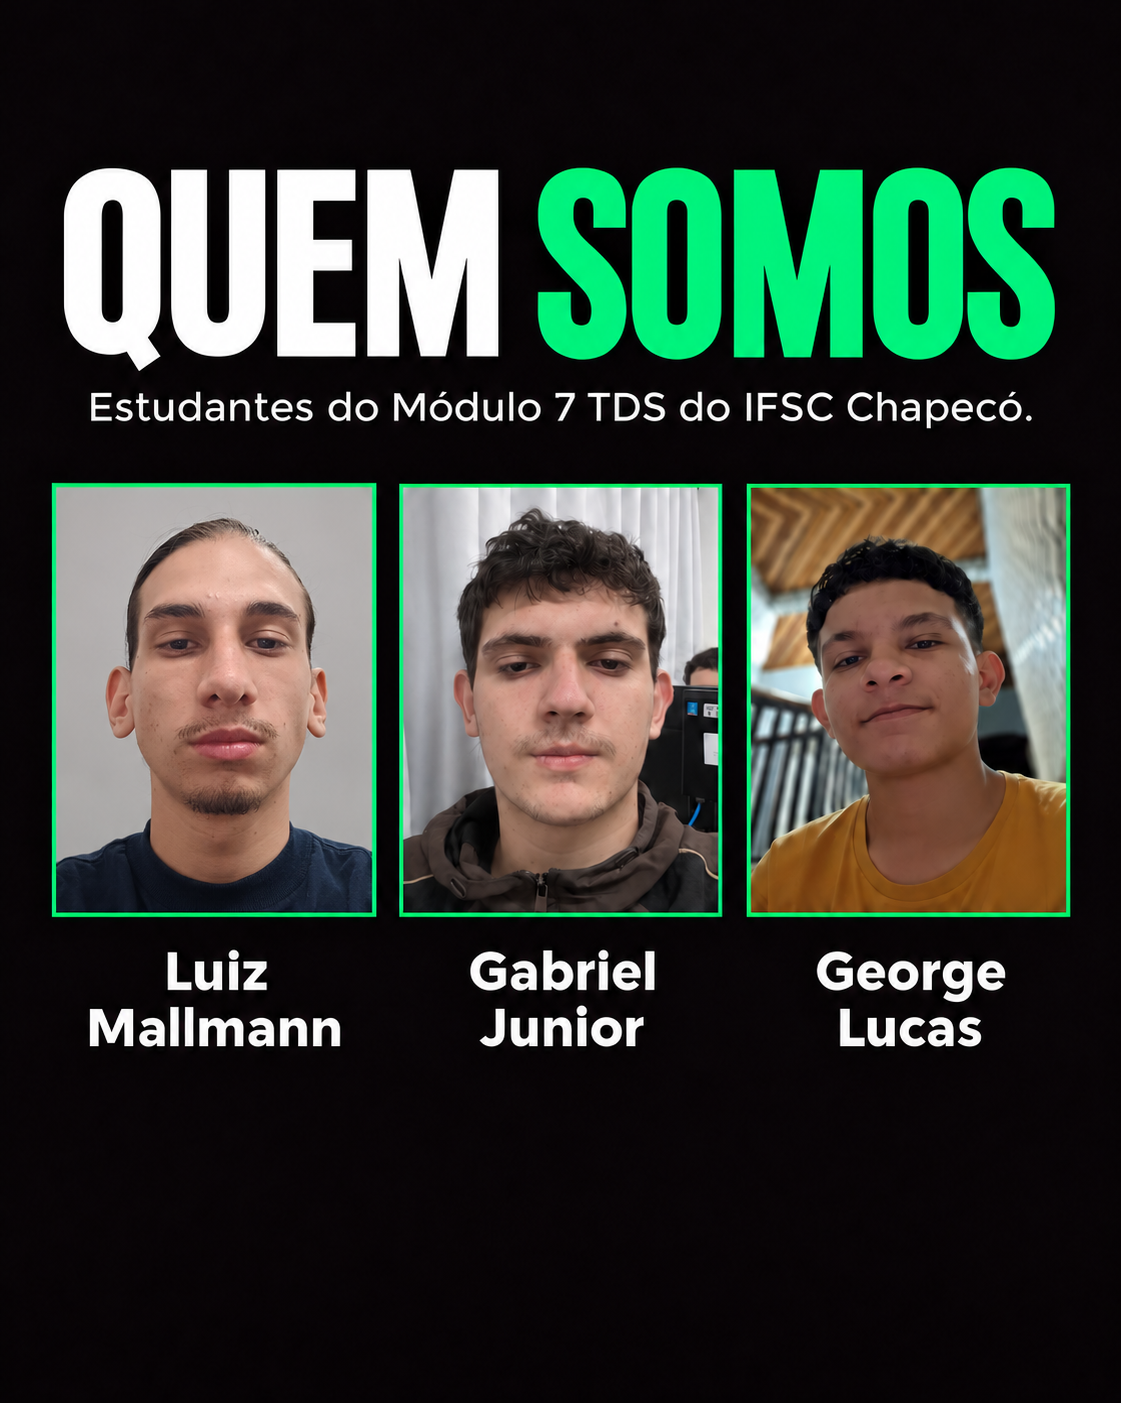 QUEM SOMOS
Estudantes do Módulo 7 TDS do IFSC Chapecó.
Luiz
Mallmann
Gabriel
Junior
George
Lucas